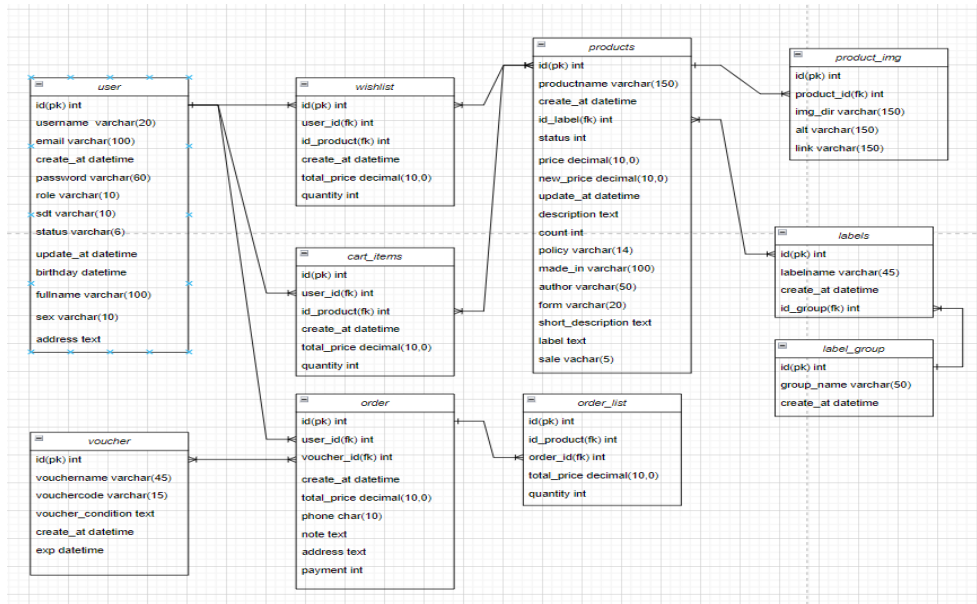 user
id(pk) int
username varchar(20)
email varchar(100)
create_at datetime
password varchar(60)
role varchar(10)
sdt varchar(10)
status varchar(6)
update_at datetime
birthday datetime
fullname varchar(100)
sex varchar(10)
address text
voucher
id(pk) int
vouchername varchar(45)
vouchercode varchar(15)
voucher_condition text
create_at datetime
exp datetime
wishlist
id(pk) int
user_id(fk) int
id_product(fk) int
create_at datetime
total_price decimal(10,0)
quantity int
cart_items
id(pk) int
user_id(fk) int
id_product(fk) int
create_at datetime
total_price decimal(10,0)
quantity int
order
id(pk) int
user_id(fk) int
voucher_id(fk) int
create_at datetime
total_price decimal(10,0)
phone char(10)
note text
address text
payment int
products
id(pk) int
productname varchar(150)
create_at datetime
id_label(fk) int
status int
price decimal(10,0)
new_price decimal(10,0)
update_at datetime
description text
count int
policy varchar(14)
made_in varchar(100)
author varchar(50)
form varchar(20)
short_description text
label text
sale vachar(5)
order_list
id(pk) int
id_product(fk) int
order_id(fk) int
total_price decimal(10,0)
quantity int
product_img
id(pk) int
product_id(fk) int
img_dir varchar(150)
alt varchar(150)
link varchar(150)
labels
id(pk) int
labelname varchar(45)
create_at datetime
id_group(fk) int
label_group
id(pk) int
group_name varchar(50)
create_at datetime